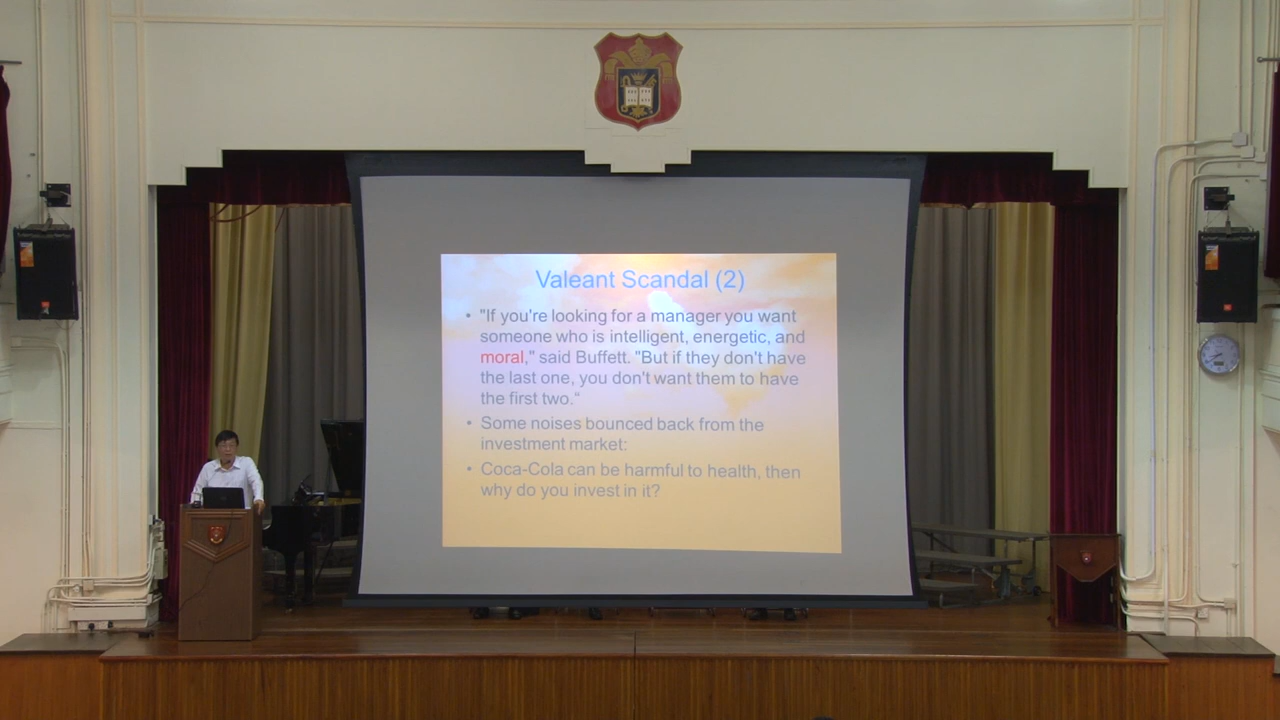 Valeant Scandal (2)
• "If you're looking for a manager you want
someone who is intelligent, energetic, and
moral," said Buffett. "But if they don't have
the last one, you don't want them to have
the first two.“
• Some noises bounced back from the
investment market:
• Coca-Cola can be harmful to health, then
why do you invest in it?